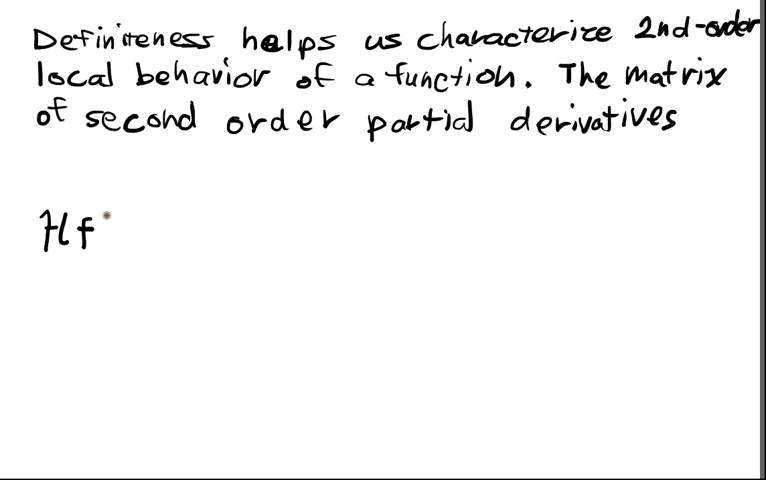 Definiteness helps us characterize 2nd-order
local behavior of a function. The matrix
of second order partial derivatives
Hf